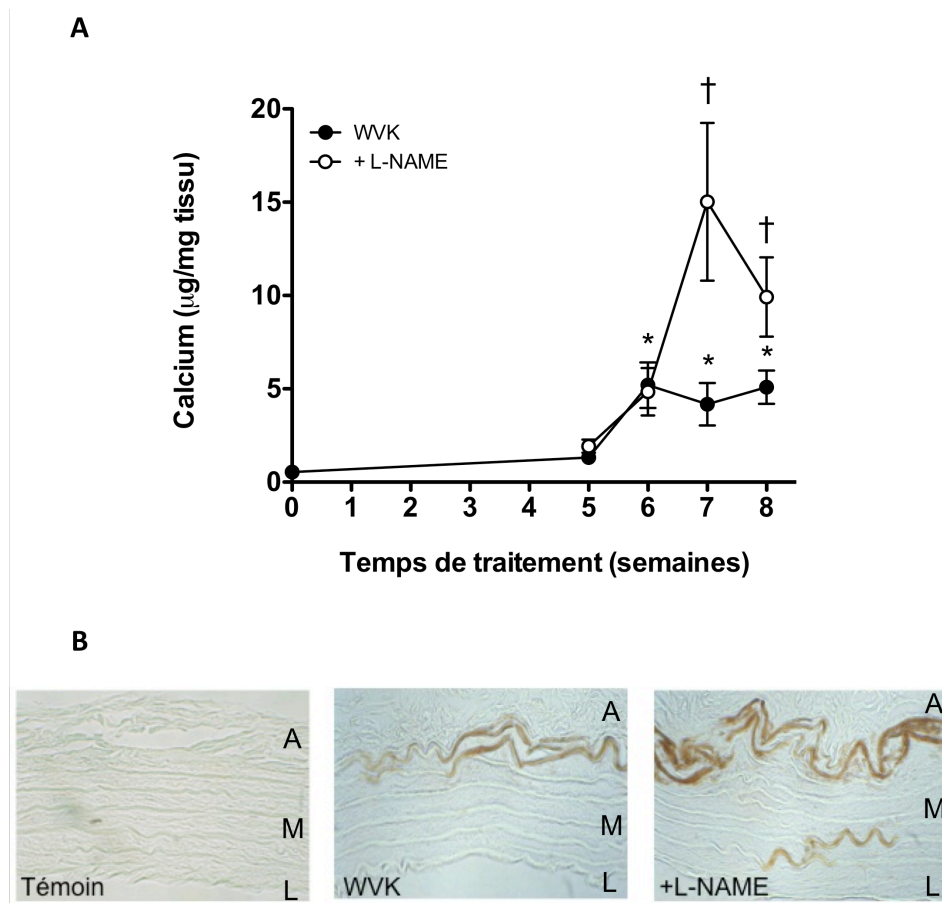 A
20
15
10
5
0
Calcium (μg/mg tissu)
WVK
+ L-NAME
†
†
*
*
*
0 1 2 3 4 5 6 7 8
Temps de traitement (semaines)
B
A
M
L
Témoin
A
M
L
WVK
A
M
L
+L-NAME